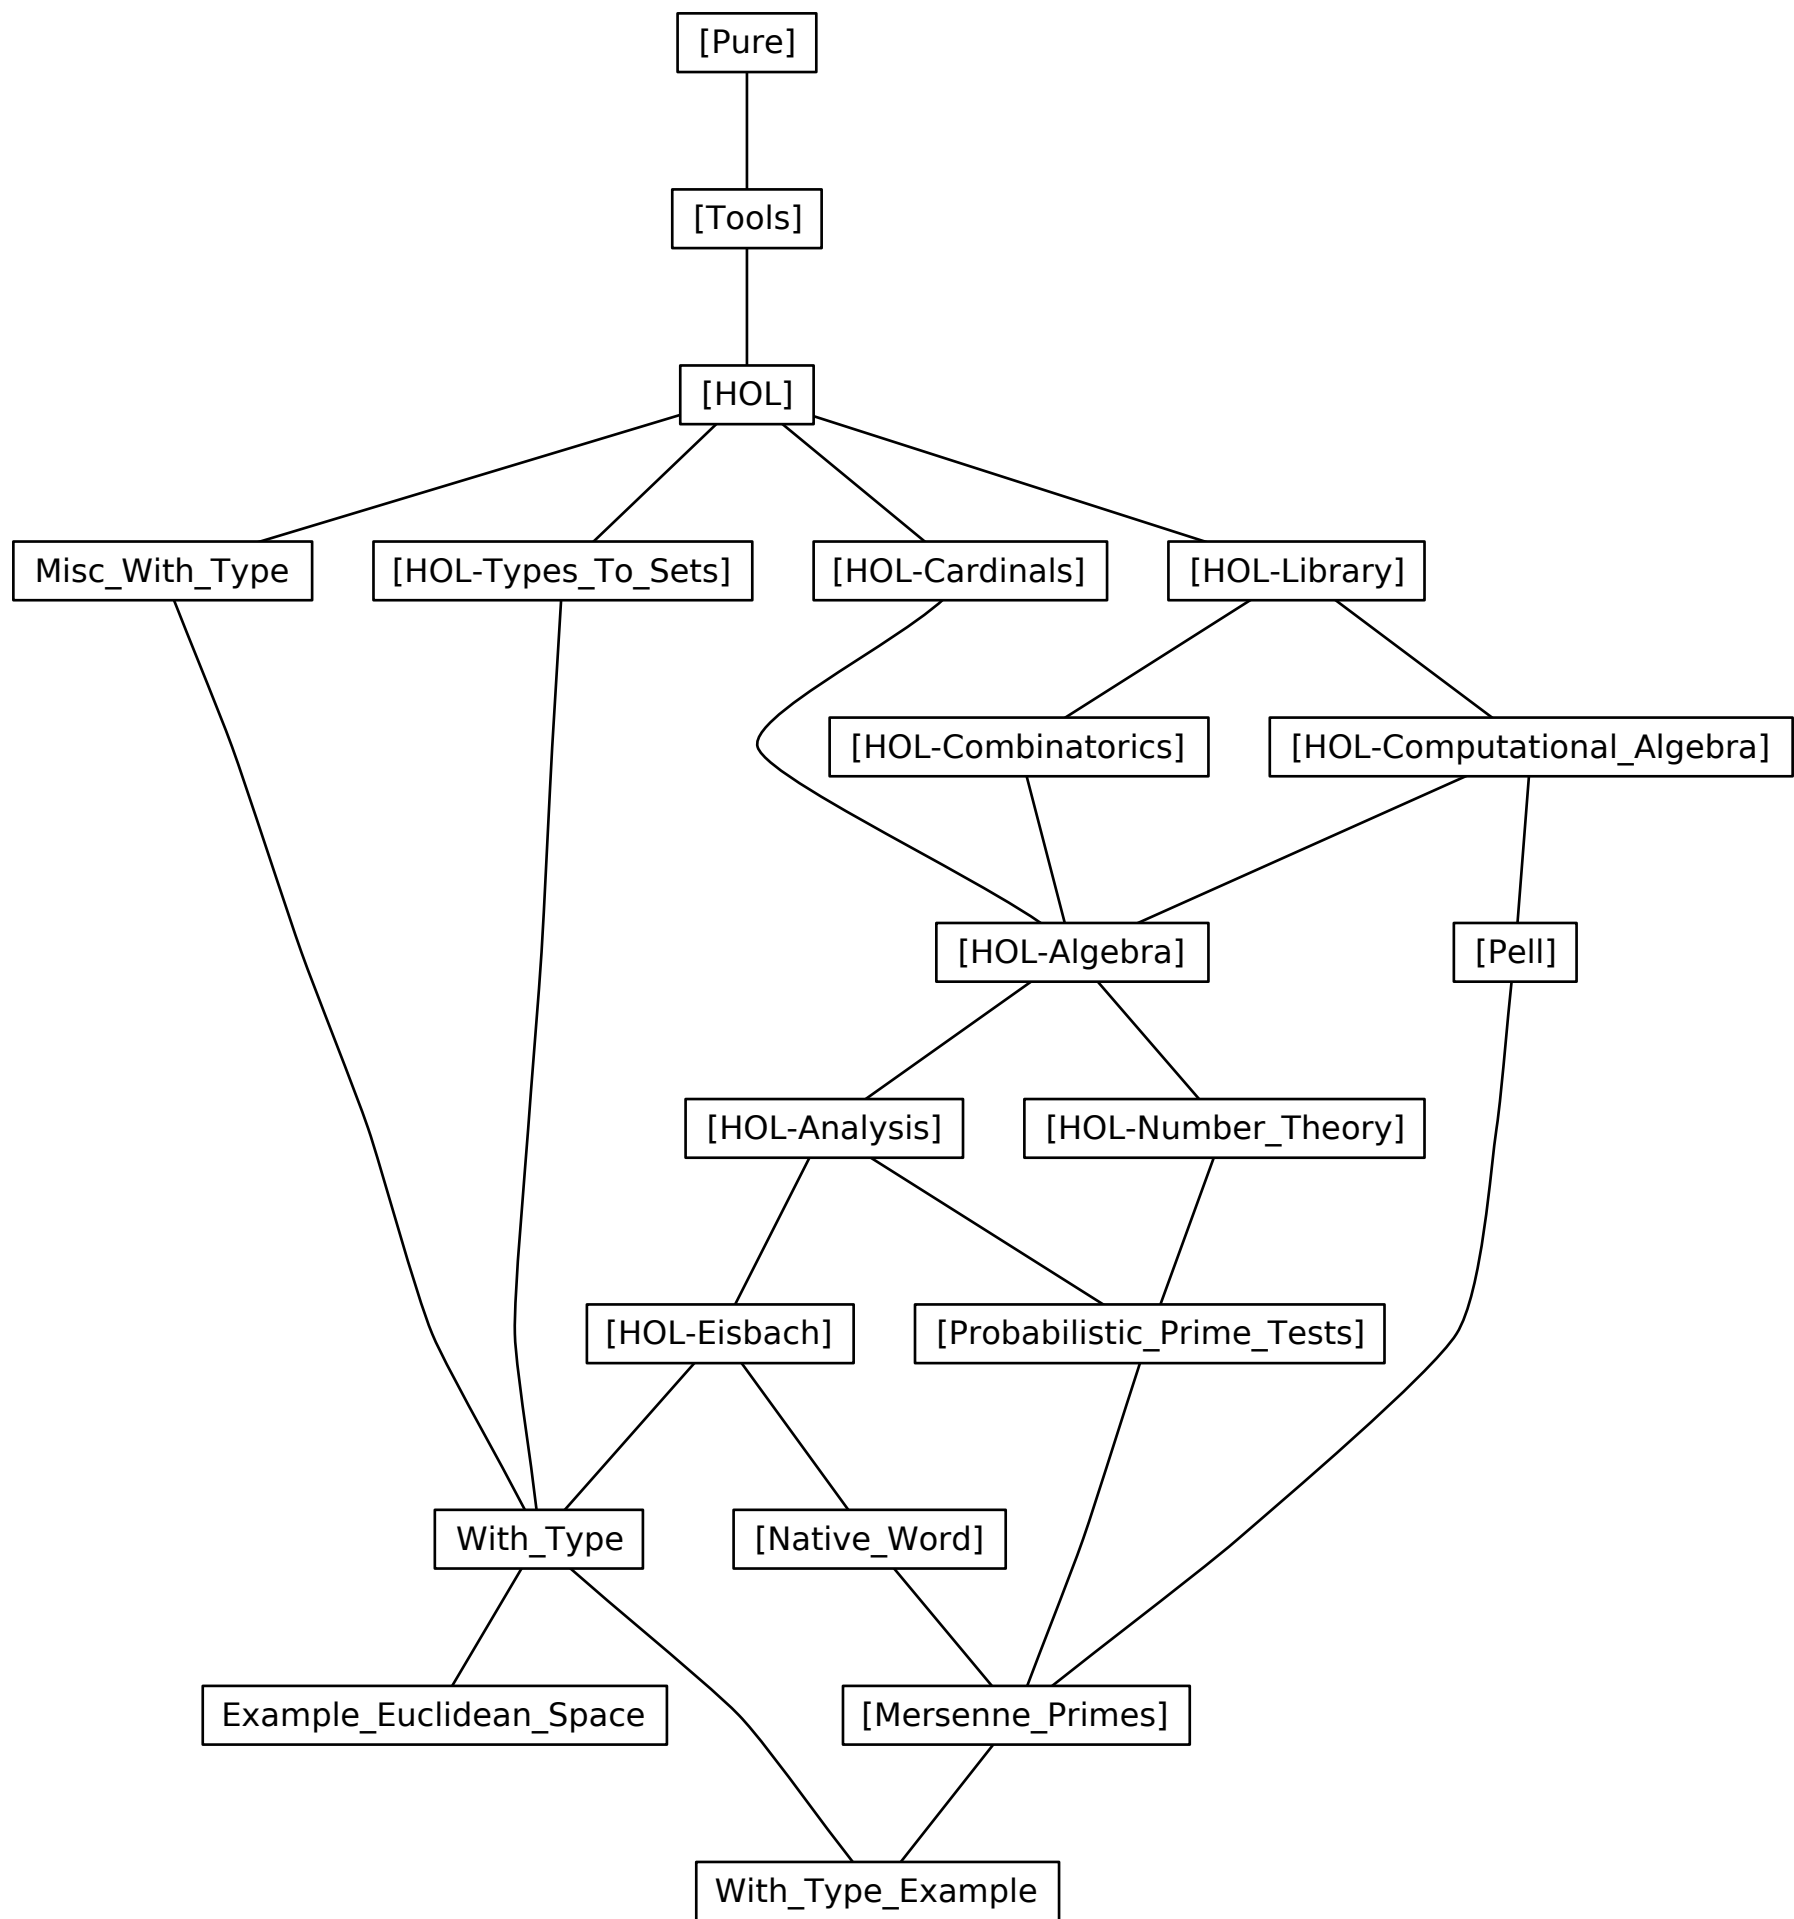 [Pure]
[Tools]
[HOL]
Misc_With_Type
[HOL-Types_To_Sets]
[HOL-Cardinals]
[HOL-Library]
[HOL-Combinatorics]
[HOL-Computational_Algebra]
[HOL-Algebra]
[Pell]
[HOL-Analysis]
[HOL-Number_Theory]
[HOL-Eisbach]
[Probabilistic_Prime_Tests]
With_Type
[Native_Word]
Example_Euclidean_Space
[Mersenne_Primes]
With_Type_Example